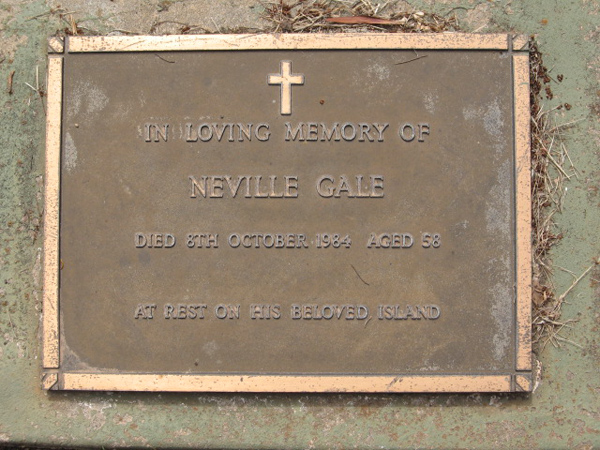 IN LOVING MEMORY OF
NEVILLE GALE
DIED 8TH OCTOBER 1984 AGED 58
AT REST ON HIS BELOVED ISLAND